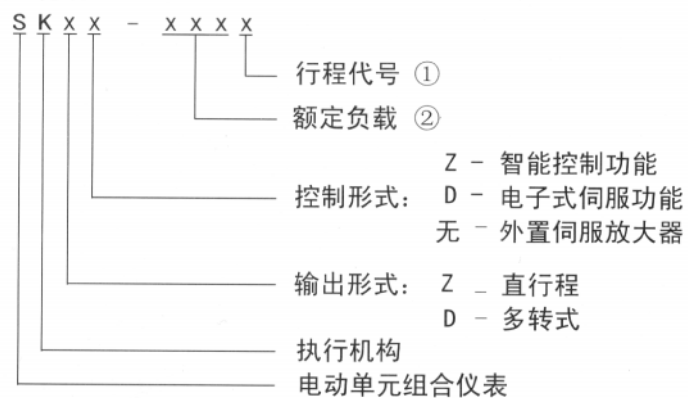 S K x x - x x x x
行程代号 ①
额定负载 ②
Z - 智能控制功能
控制形式: D - 电子式伺服功能
无 - 外置伺服放大器
输出形式: Z - 直行程
D - 多转式
执行机构
电动单元组合仪表